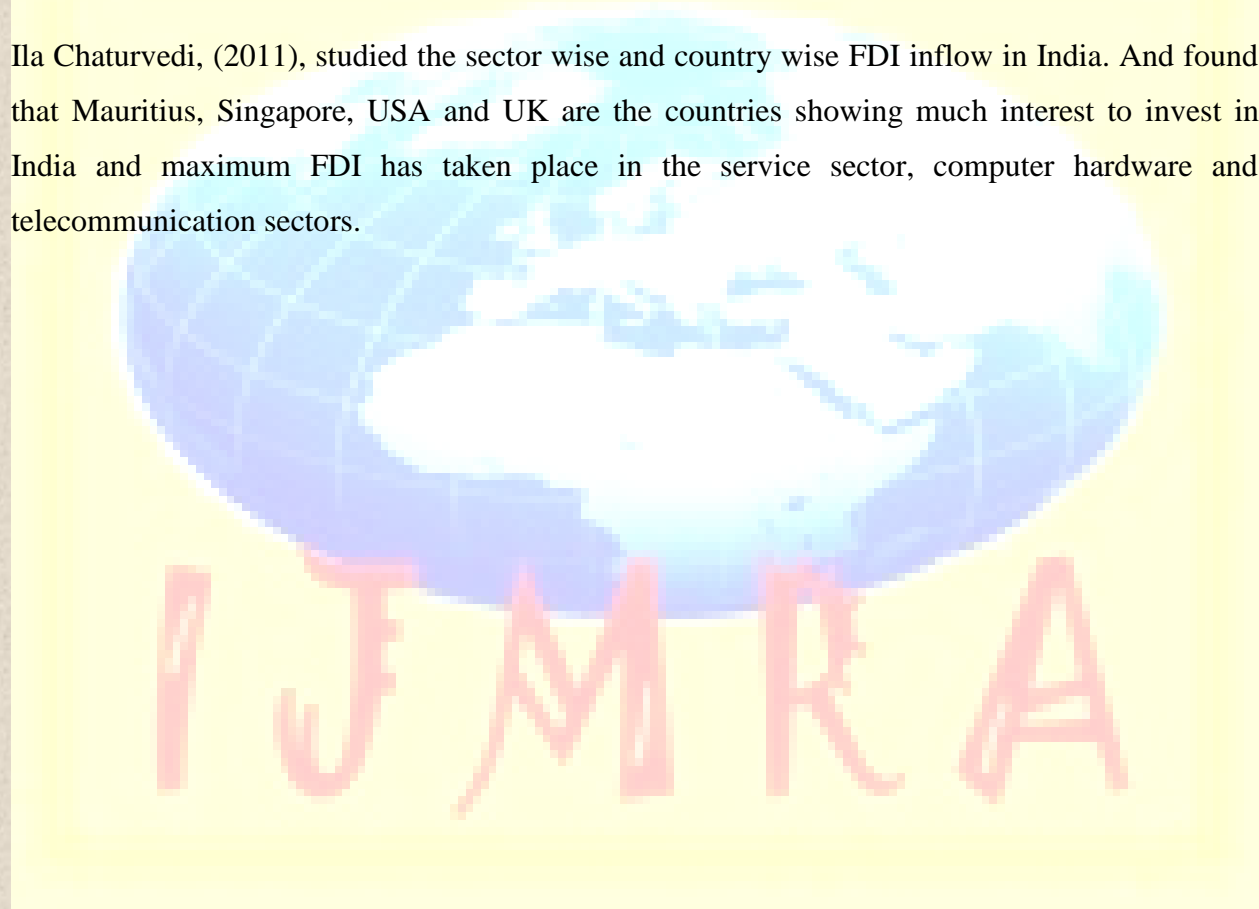 Ila Chaturvedi, (2011), studied the sector wise and country wise FDI inflow in India. And found
that Mauritius, Singapore, USA and UK are the countries showing much interest to invest in
India and maximum FDI has taken place in the service sector, computer hardware and
telecommunication sectors.
IJMRA